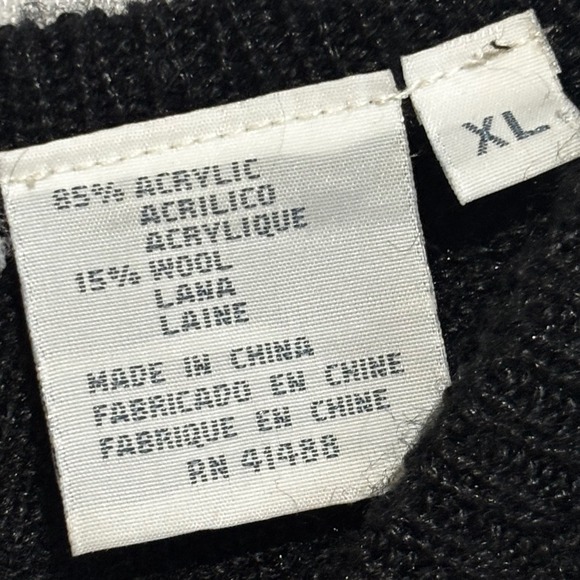 85% ACRYLIC
ACRILICO
ACRYLIQUE
15% WOOL
LANA
LAINE
MADE IN CHINA
FABRICADO EN CHINE
FABRIQUE EN CHINE
RN 41488
XL